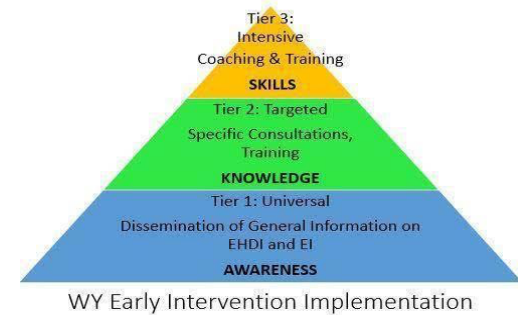 Tier 3:
Intensive
Coaching & Training
SKILLS
Tier 2: Targeted
Specific Consultations,
Training
KNOWLEDGE
Tier 1: Universal
Dissemination of General Information on
EHDI and EI
AWARENESS
WY Early Intervention Implementation